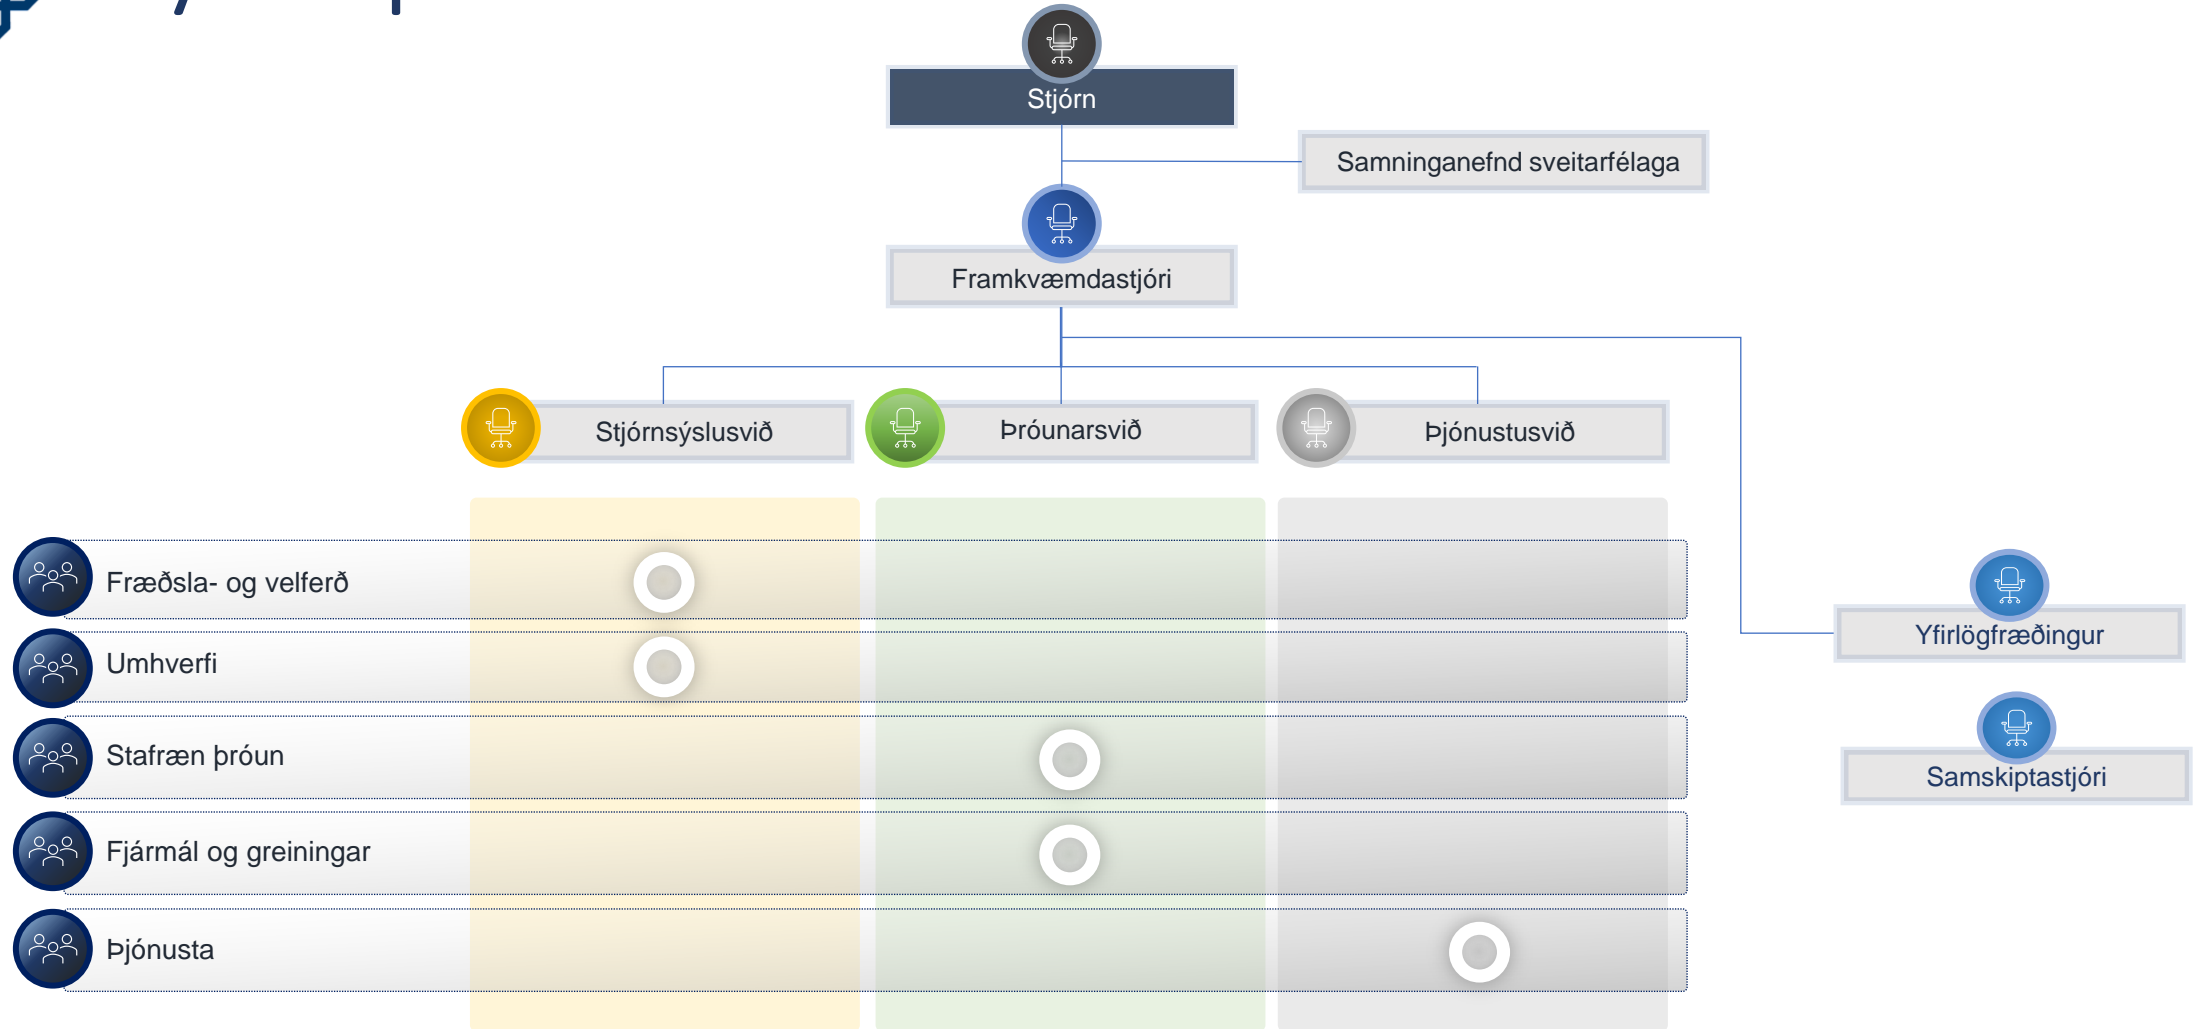 Stjórn
Samninganefnd sveitarfélaga
Framkvæmdastjóri
Stjórnsýslusvið
Þróunarsvið
Þjónustusvið
Fræðsla- og velferð
Umhverfi
Stafræn þróun
Fjármál og greiningar
Þjónusta
Yfirlögfræðingur
Samskiptastjóri